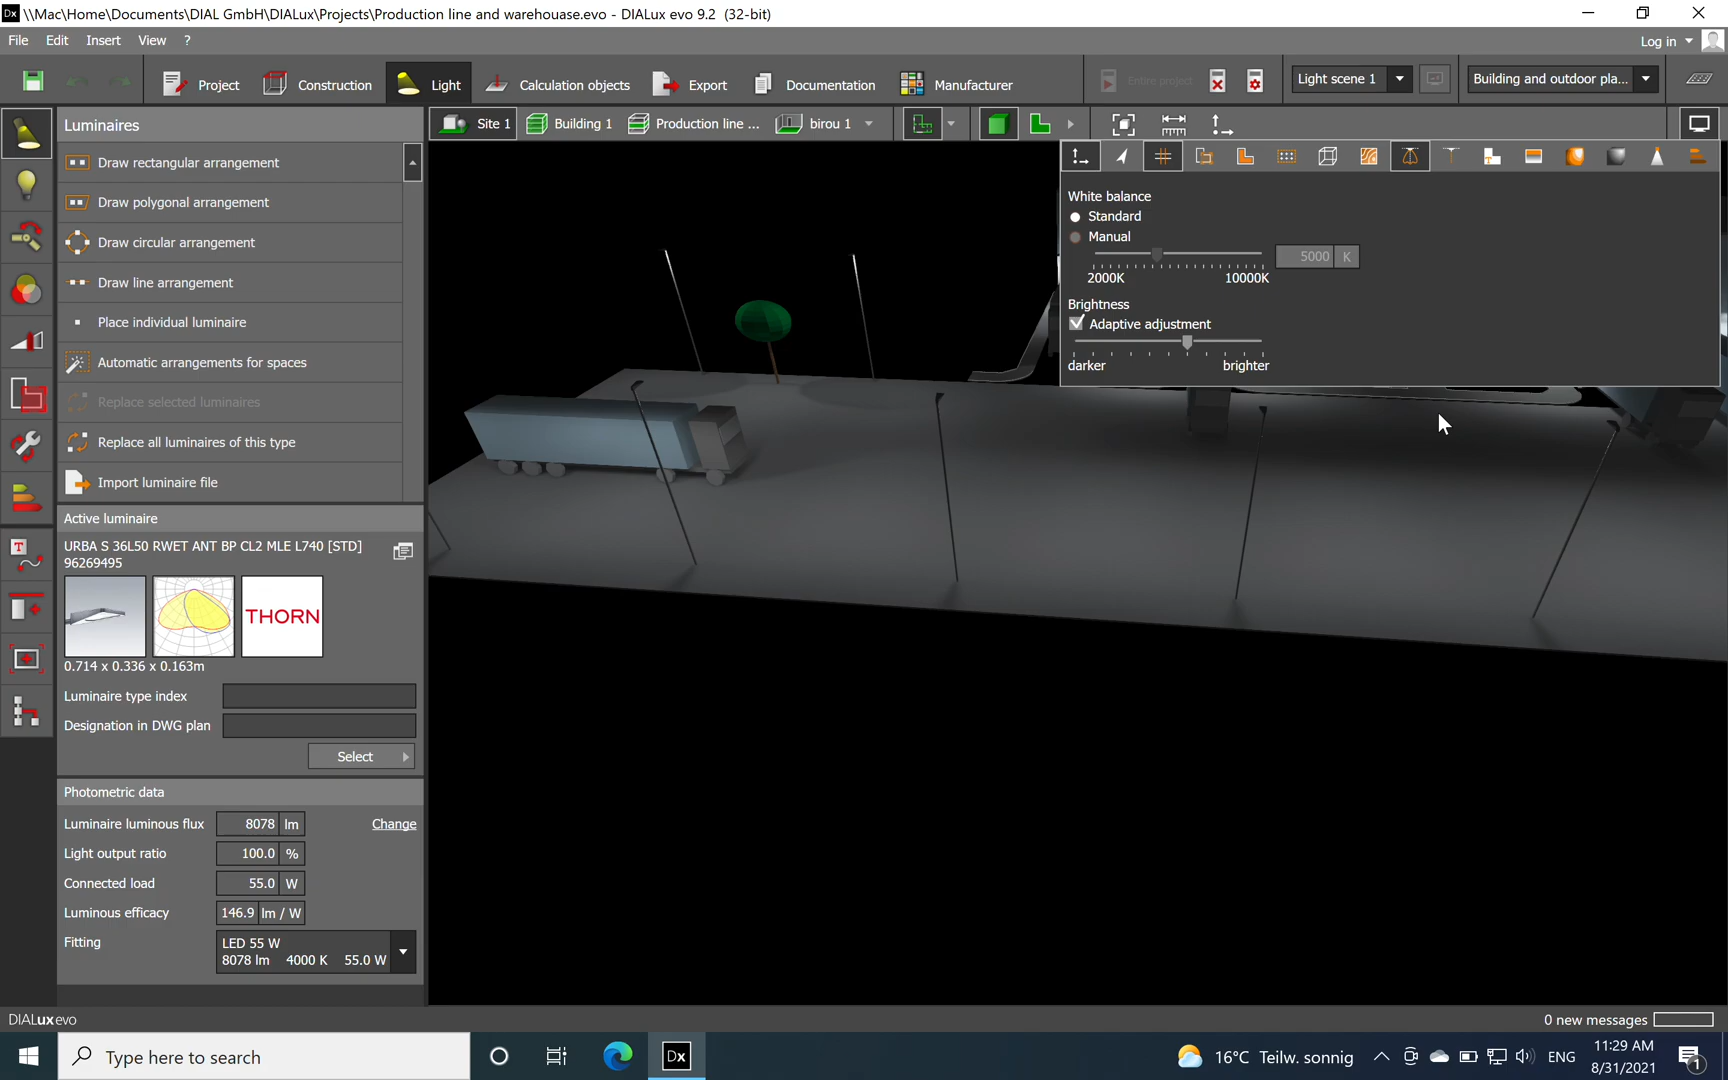 \\Mac\Home\Documents\DIAL GmbH\DIALux\Projects\Production line and warehouase.evo - DIALux evo 9.2 (32-bit)
File Edit Insert View ?
Log in
Project Construction Light Calculation objects Export Documentation Manufacturer
Entire project
Light scene 1
Building and outdoor pla...
Luminaires
Site 1 Building 1 Production line ... birou 1
Draw rectangular arrangement
Draw polygonal arrangement
Draw circular arrangement
Draw line arrangement
Place individual luminaire
Automatic arrangements for spaces
Replace selected luminaires
Replace all luminaires of this type
Import luminaire file
White balance
Standard
Manual
5000 K
2000K 10000K
Brightness
Adaptive adjustment
darker brighter
Active luminaire
URBA S 36L50 RWET ANT BP CL2 MLE L740 [STD]
96269495
THORN
0.714 x 0.336 x 0.163m
Luminaire type index
Designation in DWG plan
Select
Photometric data
Luminaire luminous flux 8078 lm Change
Light output ratio 100.0 %
Connected load 55.0 W
Luminous efficacy 146.9 lm / W
Fitting LED 55 W
8078 lm 4000 K 55.0 W
DIALux evo
0 new messages
Type here to search
Dx
16°C Teilw. sonnig
ENG
11:29 AM
8/31/2021
1